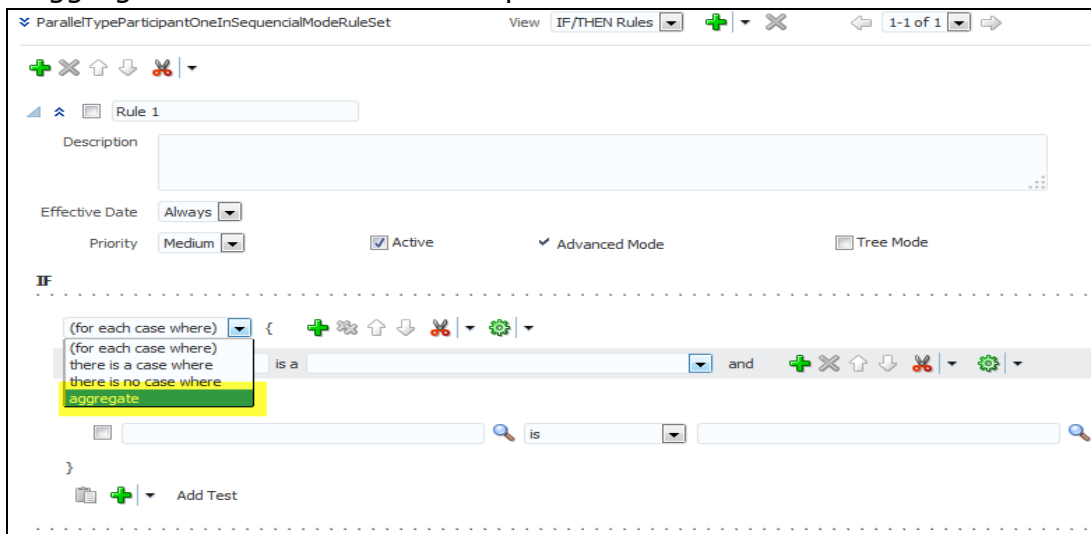 ParallelTypeParticipantOneInSequencialModeRuleSet View IF/THEN Rules 1-1 of 1
Rule 1
Description
Effective Date Always
Priority Medium Active Advanced Mode Tree Mode
IF
(for each case where) {
(for each case where)
there is a case where is a and
there is no case where
aggregate
is
}
Add Test